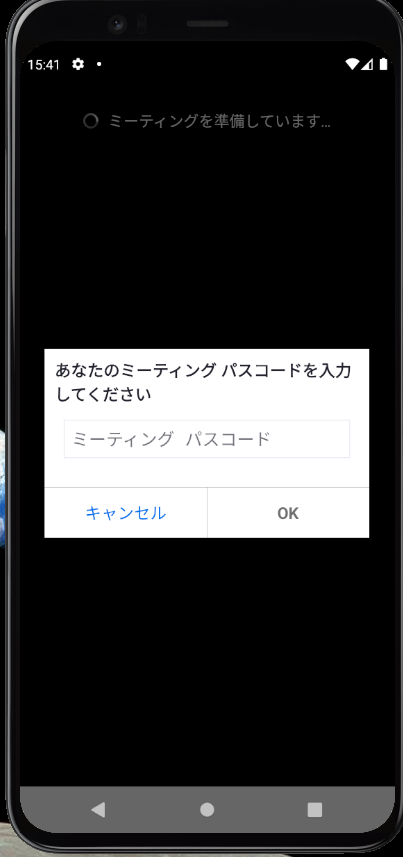 15:41
ミーティングを準備しています...
あなたのミーティング パスコードを入力
してください
ミーティング パスコード
キャンセル
OK